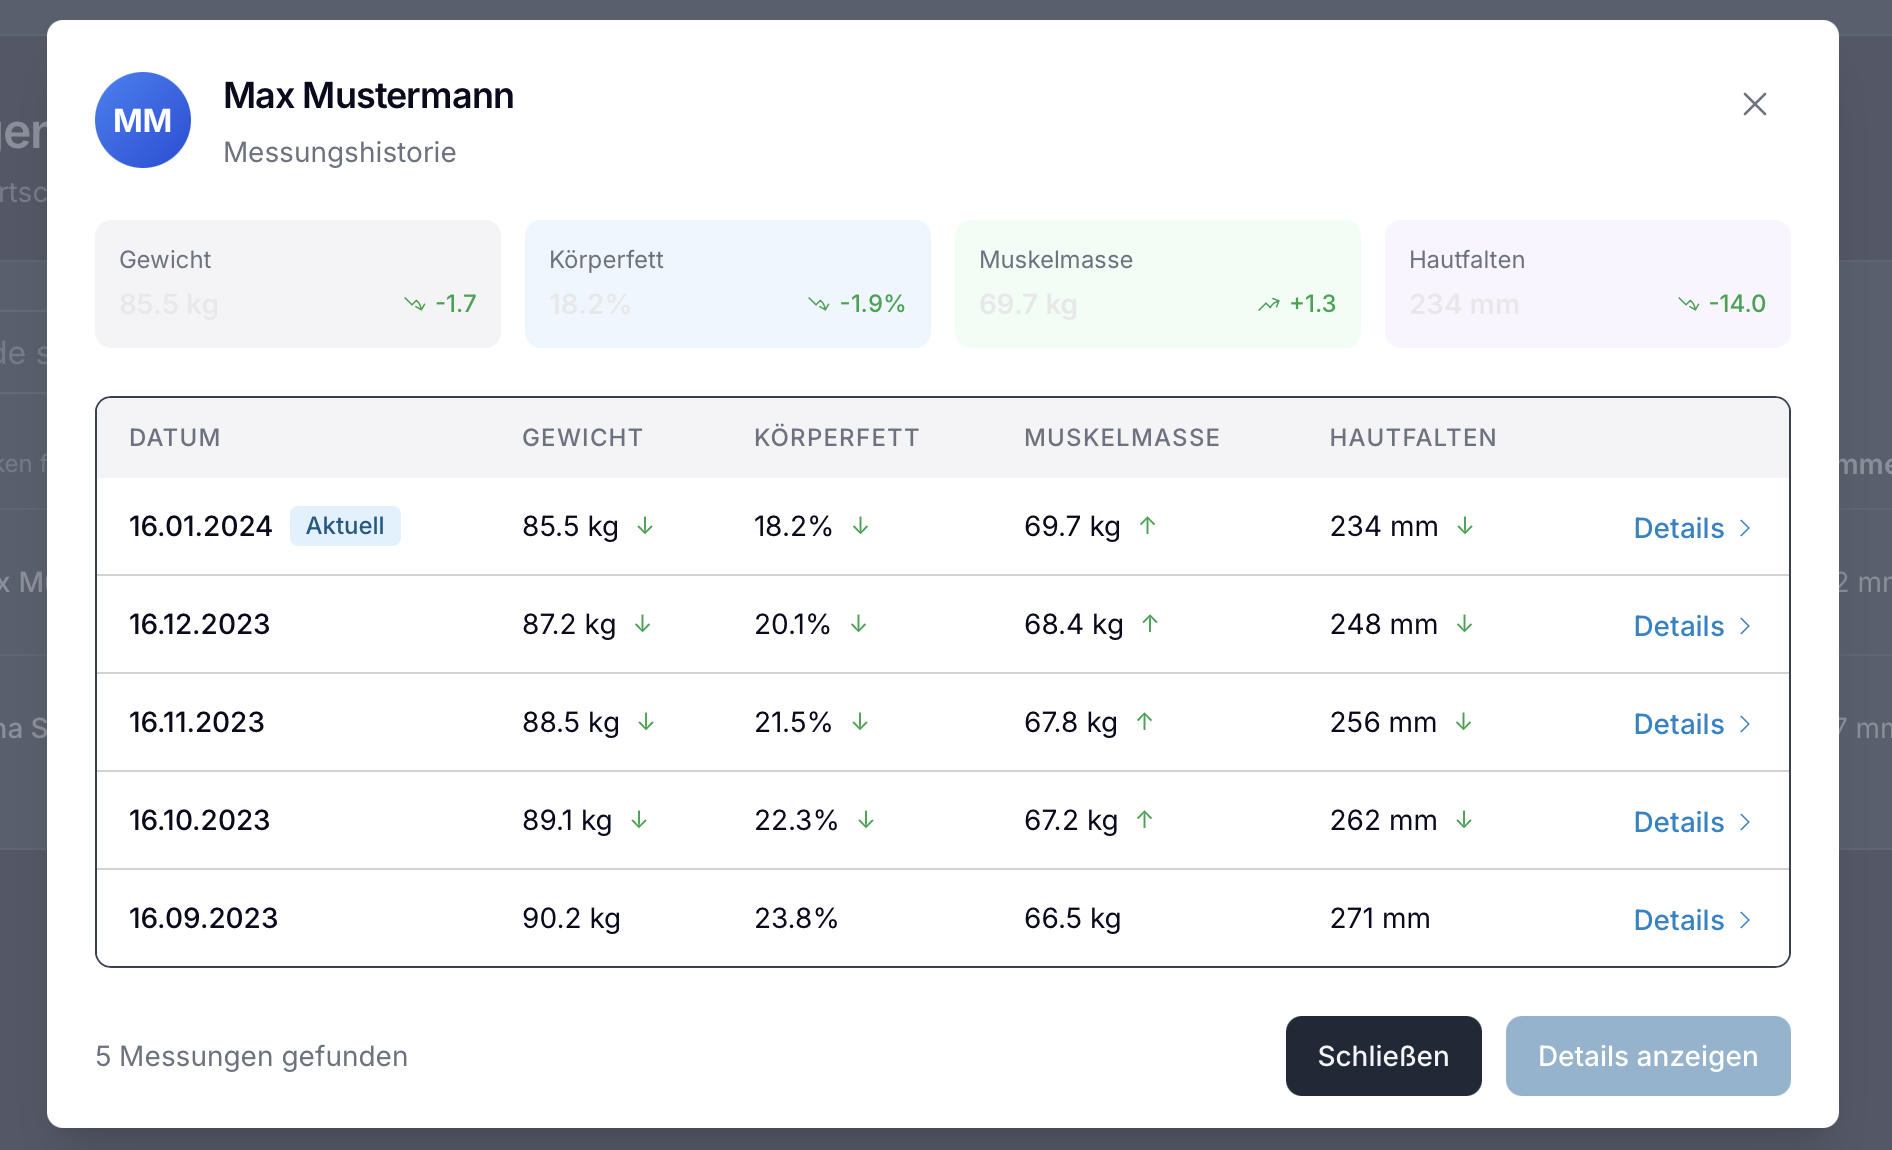 MM
Max Mustermann
Messungshistorie
Gewicht
85.5 kg -1.7
Körperfett
18.2% -1.9%
Muskelmasse
69.7 kg +1.3
Hautfalten
234 mm -14.0
DATUM GEWICHT KÖRPERFETT MUSKELMASSE HAUTFALTEN
16.01.2024 Aktuell 85.5 kg ↓ 18.2% ↓ 69.7 kg ↑ 234 mm ↓ Details >
16.12.2023 87.2 kg ↓ 20.1% ↓ 68.4 kg ↑ 248 mm ↓ Details >
16.11.2023 88.5 kg ↓ 21.5% ↓ 67.8 kg ↑ 256 mm ↓ Details >
16.10.2023 89.1 kg ↓ 22.3% ↓ 67.2 kg ↑ 262 mm ↓ Details >
16.09.2023 90.2 kg 23.8% 66.5 kg 271 mm Details >
5 Messungen gefunden Schließen Details anzeigen